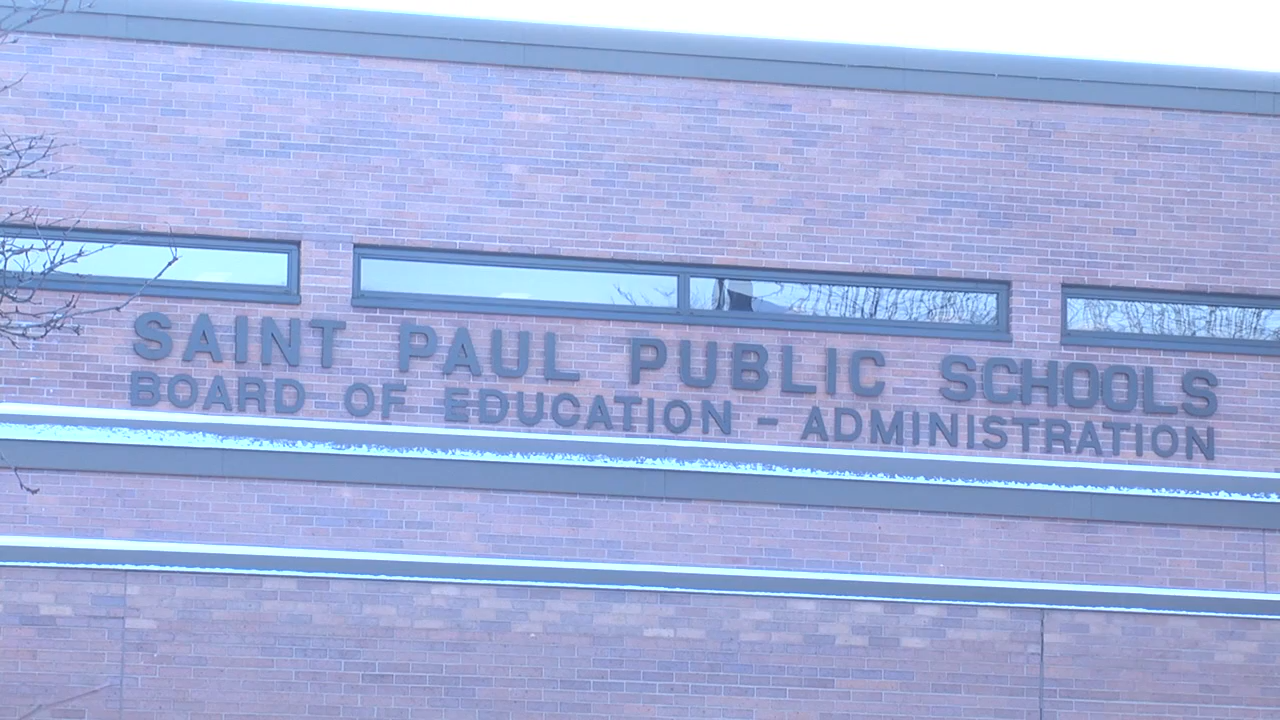 SAINT PAUL PUBLIC SCHOOLS
BOARD OF EDUCATION - ADMINISTRATION